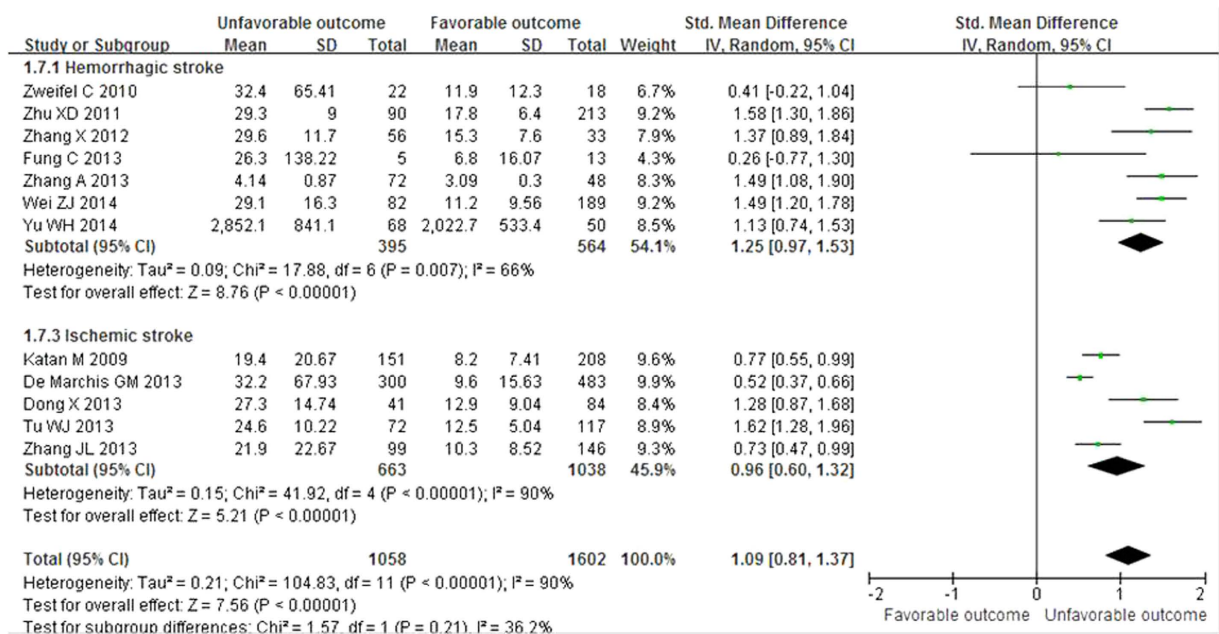 Unfavorable outcome Favorable outcome Std. Mean Difference Std. Mean Difference
Study or Subgroup Mean SD Total Mean SD Total Weight IV, Random, 95% CI IV, Random, 95% CI
1.7.1 Hemorrhagic stroke
Zweifel C 2010 32.4 65.41 22 11.9 12.3 18 6.7% 0.41 [-0.22, 1.04]
Zhu XD 2011 29.3 9 90 17.8 6.4 213 9.2% 1.58 [1.30, 1.86]
Zhang X 2012 29.6 11.7 56 15.3 7.6 33 7.9% 1.37 [0.89, 1.84]
Fung C 2013 26.3 138.22 5 6.8 16.07 13 4.3% 0.26 [-0.77, 1.30]
Zhang A 2013 4.14 0.87 72 3.09 0.3 48 8.3% 1.49 [1.08, 1.90]
Wei ZJ 2014 29.1 16.3 82 11.2 9.56 189 9.2% 1.49 [1.20, 1.78]
Yu WH 2014 2,852.1 841.1 68 2,022.7 533.4 50 8.5% 1.13 [0.74, 1.53]
Subtotal (95% CI) 395 564 54.1% 1.25 [0.97, 1.53]
Heterogeneity: Tau² = 0.09; Chi² = 17.88, df = 6 (P = 0.007); I² = 66%
Test for overall effect: Z = 8.76 (P < 0.00001)
1.7.3 Ischemic stroke
Katan M 2009 19.4 20.67 151 8.2 7.41 208 9.6% 0.77 [0.55, 0.99]
De Marchis GM 2013 32.2 67.93 300 9.6 15.63 483 9.9% 0.52 [0.37, 0.66]
Dong X 2013 27.3 14.74 41 12.9 9.04 84 8.4% 1.28 [0.87, 1.68]
Tu WJ 2013 24.6 10.22 72 12.5 5.04 117 8.9% 1.62 [1.28, 1.96]
Zhang JL 2013 21.9 22.67 99 10.3 8.52 146 9.3% 0.73 [0.47, 0.99]
Subtotal (95% CI) 663 1038 45.9% 0.96 [0.60, 1.32]
Heterogeneity: Tau² = 0.15; Chi² = 41.92, df = 4 (P < 0.00001); I² = 90%
Test for overall effect: Z = 5.21 (P < 0.00001)
Total (95% CI) 1058 1602 100.0% 1.09 [0.81, 1.37]
Heterogeneity: Tau² = 0.21; Chi² = 104.83, df = 11 (P < 0.00001); I² = 90%
Test for overall effect: Z = 7.56 (P < 0.00001)
Test for subgroup differences: Chi² = 1.57, df = 1 (P = 0.21), I² = 36.2%
-2 -1 0 1 2
Favorable outcome Unfavorable outcome